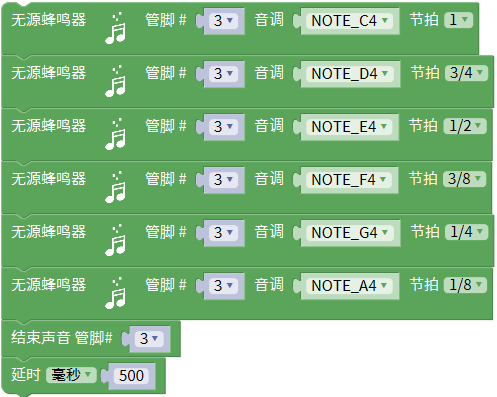 无源蜂鸣器 管脚 # 3 音调 NOTE_C4 节拍 1
无源蜂鸣器 管脚 # 3 音调 NOTE_D4 节拍 3/4
无源蜂鸣器 管脚 # 3 音调 NOTE_E4 节拍 1/2
无源蜂鸣器 管脚 # 3 音调 NOTE_F4 节拍 3/8
无源蜂鸣器 管脚 # 3 音调 NOTE_G4 节拍 1/4
无源蜂鸣器 管脚 # 3 音调 NOTE_A4 节拍 1/8
结束声音 管脚# 3
延时 毫秒 500